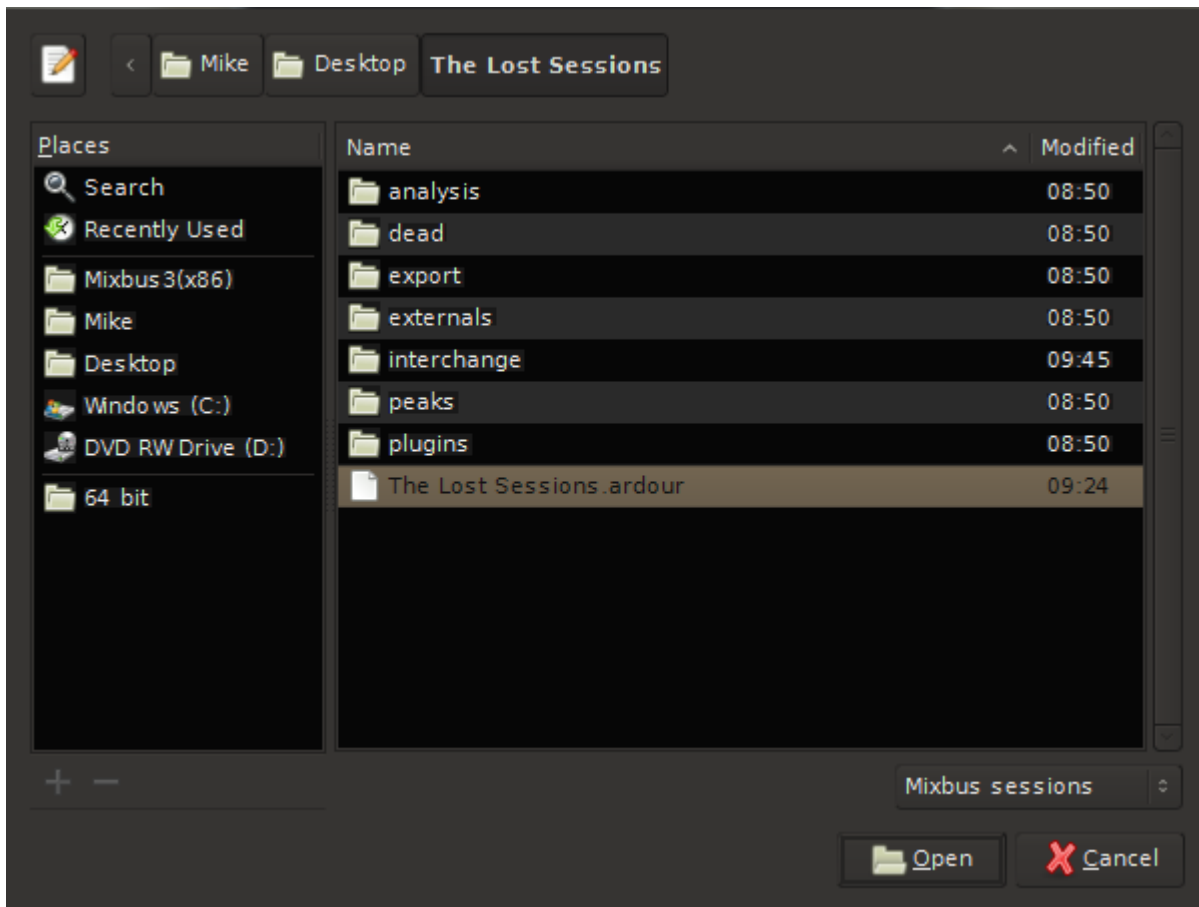 Mike Desktop The Lost Sessions
Places
Search
Recently Used
Mixbus3(x86)
Mike
Desktop
Windows (C:)
DVD RW Drive (D:)
64 bit
Name Modified
analysis 08:50
dead 08:50
export 08:50
externals 08:50
interchange 09:45
peaks 08:50
plugins 08:50
The Lost Sessions.ardour 09:24
Mixbus sessions
Open Cancel